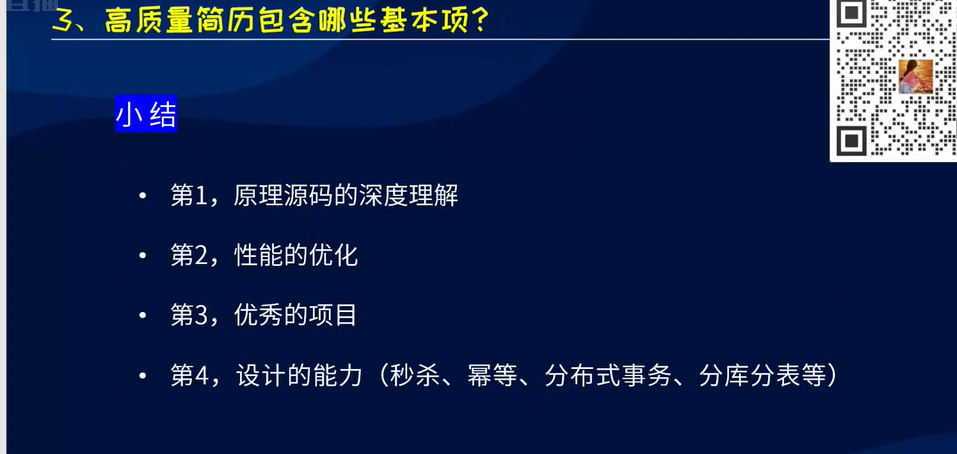 直播
3、高质量简历包含哪些基本项?
小结
• 第1，原理源码的深度理解
• 第2，性能的优化
• 第3，优秀的项目
• 第4，设计的能力（秒杀、幂等、分布式事务、分库分表等）